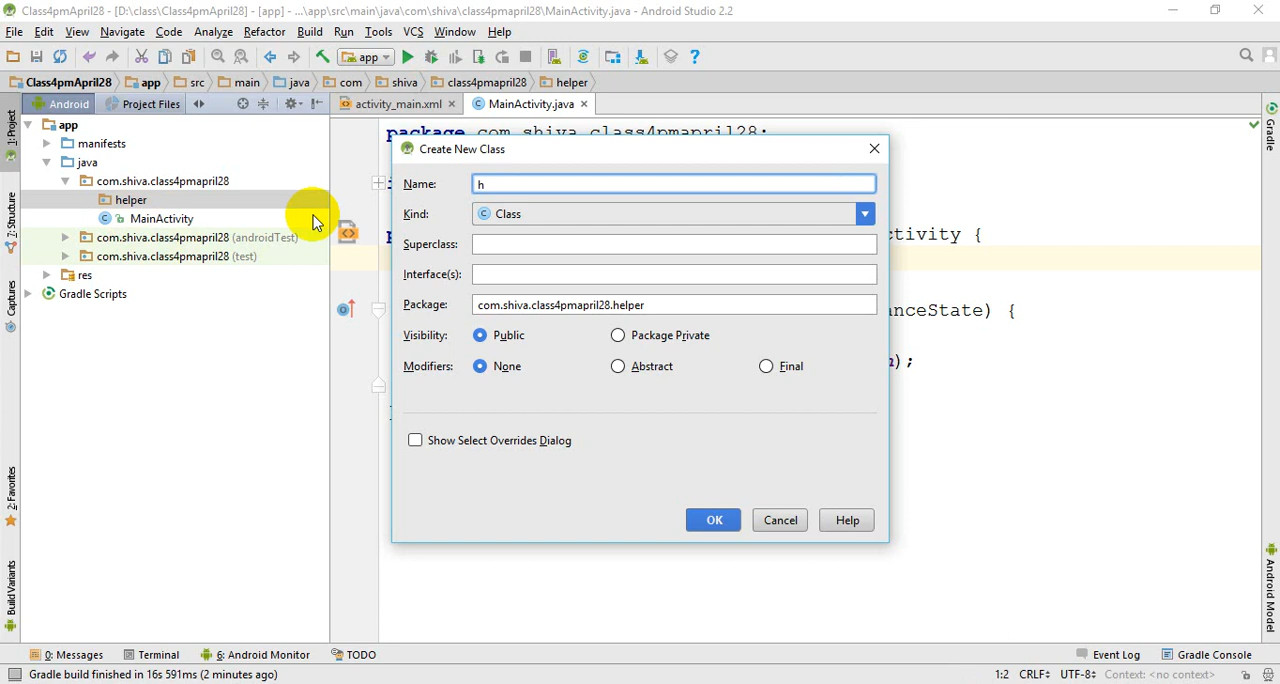 Class4pmApril28 - [D:\class\Class4pmApril28] - [app] - ...\app\src\main\java\com\shiva\class4pmapril28\MainActivity.java - Android Studio 2.2
File Edit View Navigate Code Analyze Refactor Build Run Tools VCS Window Help
app
Class4pmApril28 app src main java com shiva class4pmapril28 helper
Android Project Files activity_main.xml MainActivity.java
1: Project
7: Structure
Captures
2: Favorites
Build Variants
app
manifests
java
com.shiva.class4pmapril28
helper
MainActivity
com.shiva.class4pmapril28 (androidTest)
com.shiva.class4pmapril28 (test)
res
Gradle Scripts
package com.shiva.class4pmapril28;
ctivity {
nceState) {
);
Create New Class
Name: h
Kind: Class
Superclass:
Interface(s):
Package: com.shiva.class4pmapril28.helper
Visibility: Public Package Private
Modifiers: None Abstract Final
Show Select Overrides Dialog
OK Cancel Help
Gradle
Android Model
0: Messages Terminal 6: Android Monitor TODO Event Log Gradle Console
Gradle build finished in 16s 591ms (2 minutes ago) 1:2 CRLF UTF-8 Context: <no context>